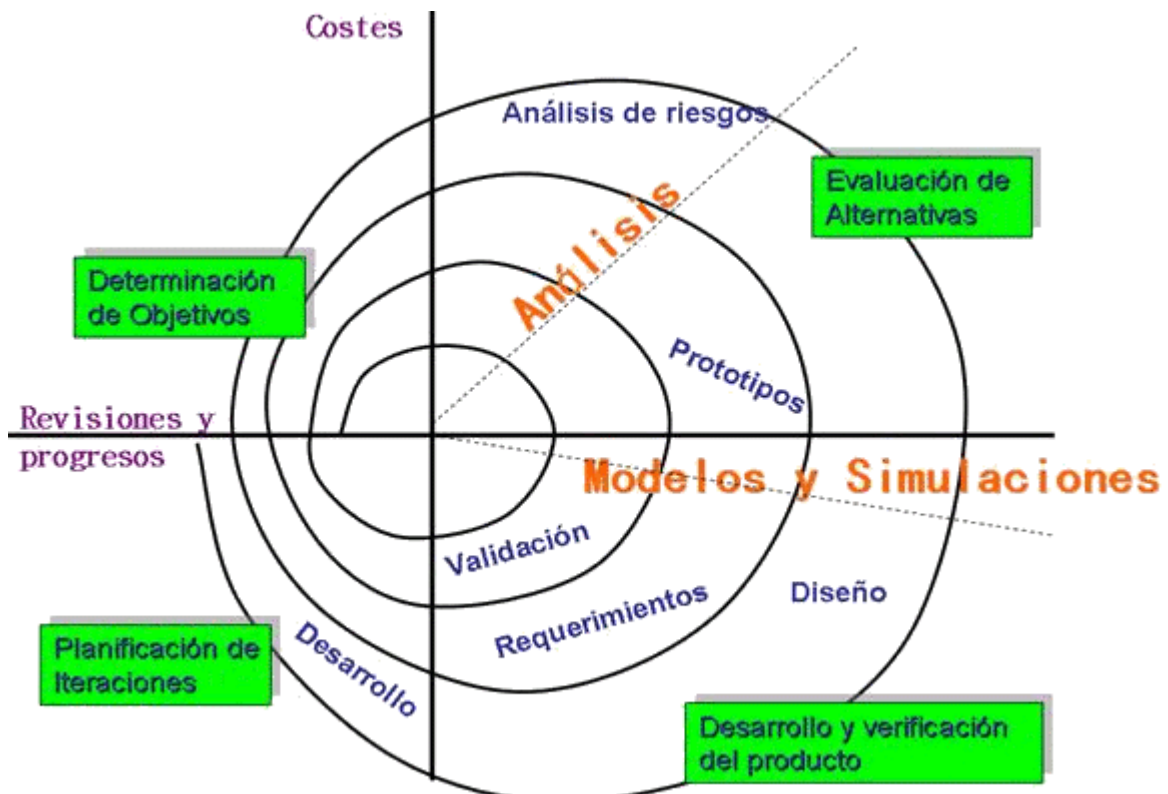 Costes
Análisis de riesgos
Evaluación de
Alternativas
Análisis
Determinación
de Objetivos
Prototipos
Revisiones y
progresos
Modelos y Simulaciones
Validación
Requerimientos
Diseño
Desarrollo
Planificación de
Iteraciones
Desarrollo y verificación
del producto